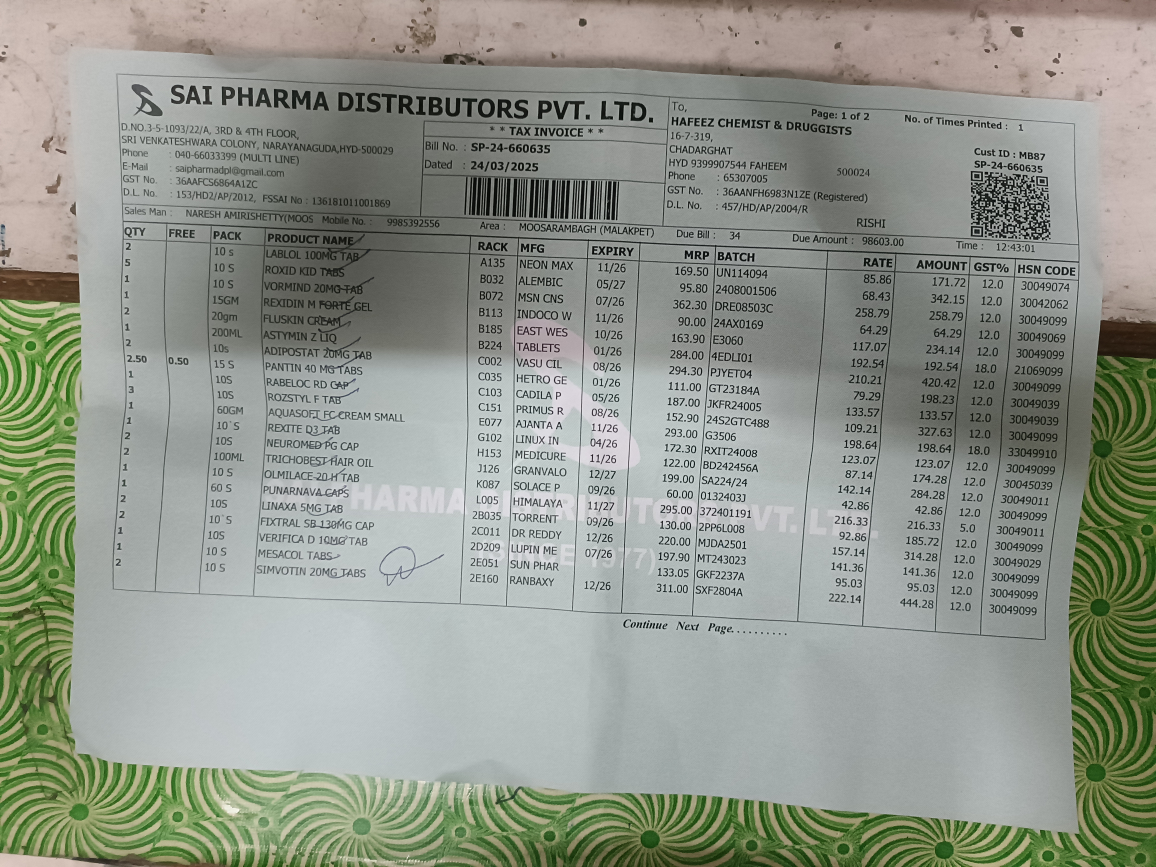 SAI PHARMA DISTRIBUTORS PVT. LTD.
D.NO.3-5-1093/22/A, 3RD & 4TH FLOOR,
SRI VENKATESHWARA COLONY, NARAYANAGUDA,HYD-500029
Phone : 040-66033399 (MULTI LINE)
E-Mail : saipharmadpl@gmail.com
GST No. : 36AAFCS6864A1ZC
D.L. No. : 153/HD2/AP/2012, FSSAI No : 136181011001869
* * TAX INVOICE * *
Bill No. : SP-24-660635
Dated : 24/03/2025
To, Page: 1 of 2 No. of Times Printed : 1
HAFEEZ CHEMIST & DRUGGISTS
16-7-319,
CHADARGHAT
HYD 9399907544 FAHEEM 500024
Phone : 65307005
GST No. : 36AANFH6983N1ZE (Registered)
D.L. No. : 457/HD/AP/2004/R
RISHI
Cust ID : MB87
SP-24-660635
Sales Man : NARESH AMIRISHETTY(MOOS Mobile No. : 9985392556 Area : MOOSARAMBAGH (MALAKPET) Due Bill : 34 Due Amount : 98603.00 Time : 12:43:01
QTY FREE PACK PRODUCT NAME RACK MFG EXPIRY MRP BATCH RATE AMOUNT GST% HSN CODE
2 10 s LABLOL 100MG TAB A135 NEON MAX 11/26 169.50 UN114094 85.86 171.72 12.0 30049074
5 10 S ROXID KID TABS B032 ALEMBIC 05/27 95.80 2408001506 68.43 342.15 12.0 30042062
1 10 S VORMIND 20MG TAB B072 MSN CNS 07/26 362.30 DRE08503C 258.79 258.79 12.0 30049099
1 15GM REXIDIN M FORTE GEL B113 INDOCO W 11/26 90.00 24AX0169 64.29 64.29 12.0 30049069
2 20gm FLUSKIN CREAM B185 EAST WES 10/26 163.90 E3060 117.07 234.14 12.0 30049099
1 200ML ASTYMIN Z LIQ B224 TABLETS 01/26 284.00 4EDLI01 192.54 192.54 18.0 21069099
2 10s ADIPOSTAT 20MG TAB C002 VASU CIL 08/26 294.30 PJYET04 210.21 420.42 12.0 30049099
2.50 0.50 15 S PANTIN 40 MG TABS C035 HETRO GE 01/26 111.00 GT23184A 79.29 198.23 12.0 30049039
1 10S RABELOC RD CAP C103 CADILA P 05/26 187.00 JKFR24005 133.57 133.57 12.0 30049039
3 10S ROZSTYL F TAB C151 PRIMUS R 08/26 152.90 24S2GTC488 109.21 327.63 12.0 30049099
1 60GM AQUASOFT FC CREAM SMALL E077 AJANTA A 11/26 293.00 G3506 198.64 198.64 18.0 33049910
1 10`S REXITE D3 TAB G102 LINUX IN 04/26 172.30 RXIT24008 123.07 123.07 12.0 30049099
2 10S NEUROMED PG CAP H153 MEDICURE 11/26 122.00 BD242456A 87.14 174.28 12.0 30045039
2 100ML TRICHOBEST HAIR OIL J126 GRANVALO 12/27 199.00 SA224/24 142.14 284.28 12.0 30049011
1 10 S OLMILACE 20 H TAB K087 SOLACE P 09/26 60.00 0132403J 42.86 42.86 12.0 30049099
1 60 S PUNARNAVA CAPS L005 HIMALAYA 11/27 295.00 372401191 216.33 216.33 5.0 30049011
2 10S LINAXA 5MG TAB 2B035 TORRENT 09/26 130.00 2PP6L008 92.86 185.72 12.0 30049099
2 10`S FIXTRAL SB 130MG CAP 2C011 DR REDDY 12/26 220.00 MJDA2501 157.14 314.28 12.0 30049029
1 10S VERIFICA D 10MG TAB 2D209 LUPIN ME 07/26 197.90 MT243023 141.36 141.36 12.0 30049099
1 10 S MESACOL TABS 2E051 SUN PHAR 133.05 GKF2237A 95.03 95.03 12.0 30049099
2 10 S SIMVOTIN 20MG TABS 2E160 RANBAXY 12/26 311.00 SXF2804A 222.14 444.28 12.0 30049099
Continue Next Page..........